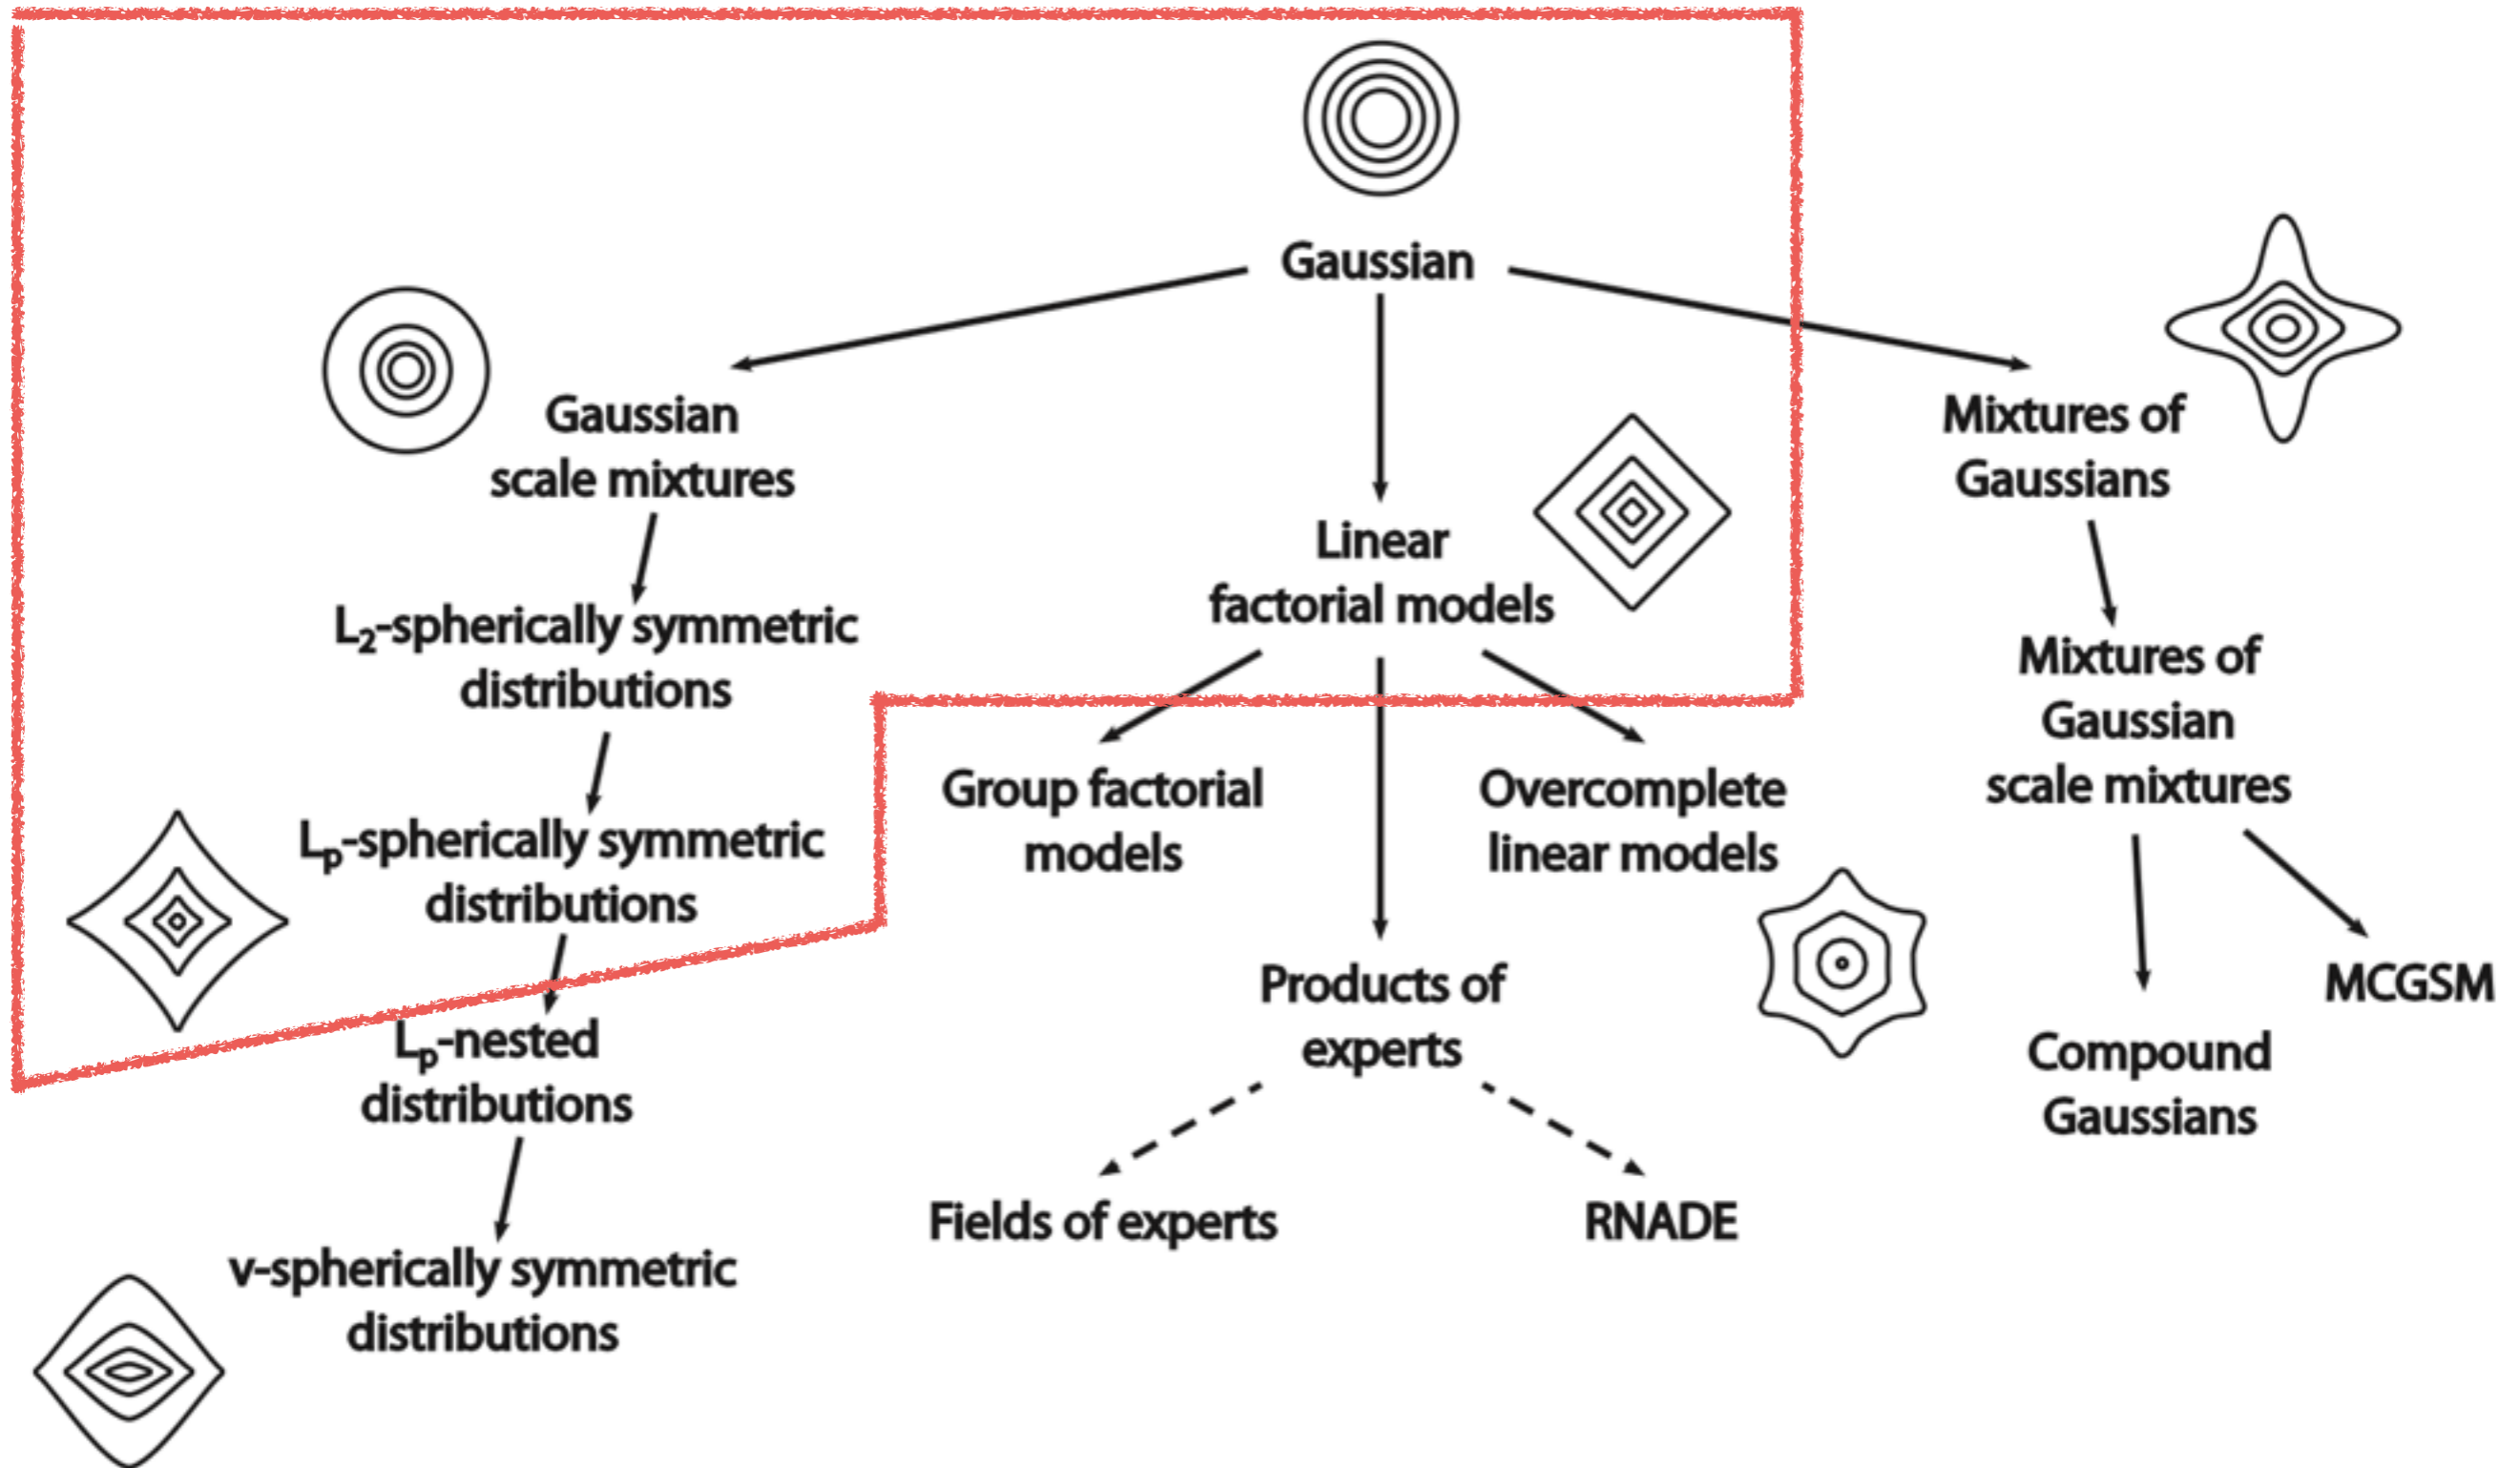 Gaussian
Gaussian
scale mixtures
L₂-spherically symmetric
distributions
Lₚ-spherically symmetric
distributions
Lₚ-nested
distributions
v-spherically symmetric
distributions
Linear
factorial models
Group factorial
models
Overcomplete
linear models
Products of
experts
Fields of experts
RNADE
Mixtures of
Gaussians
Mixtures of
Gaussian
scale mixtures
Compound
Gaussians
MCGSM